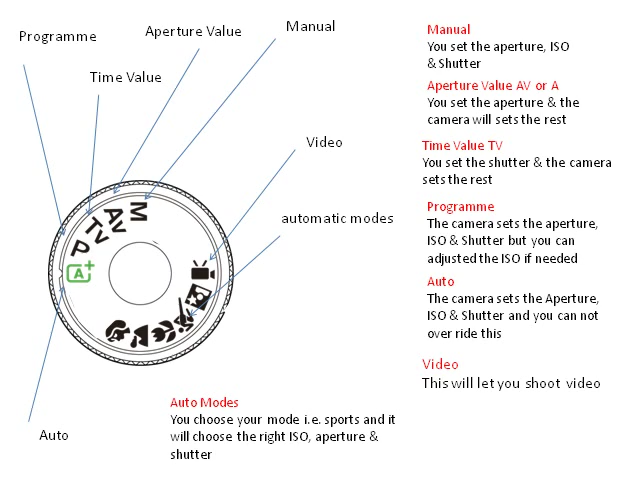 Programme
Aperture Value
Manual
Time Value
Video
automatic modes
M
AV
TV
P
A+
Auto
Auto Modes
You choose your mode i.e. sports and it
will choose the right ISO, aperture &
shutter
Manual
You set the aperture, ISO
& Shutter
Aperture Value AV or A
You set the aperture & the
camera will sets the rest
Time Value TV
You set the shutter & the camera
sets the rest
Programme
The camera sets the aperture,
ISO & Shutter but you can
adjusted the ISO if needed
Auto
The camera sets the Aperture,
ISO & Shutter and you can not
over ride this
Video
This will let you shoot video